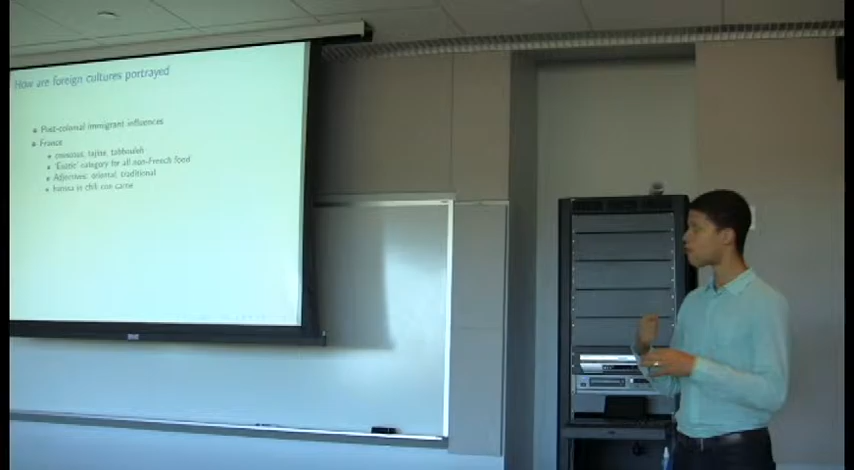 How are foreign cultures portrayed
Post-colonial immigrant influences
France
couscous, tajine, tabbouleh
'Exotic' category for all non-French food
Adjectives: oriental, traditional
harissa in chili con carne